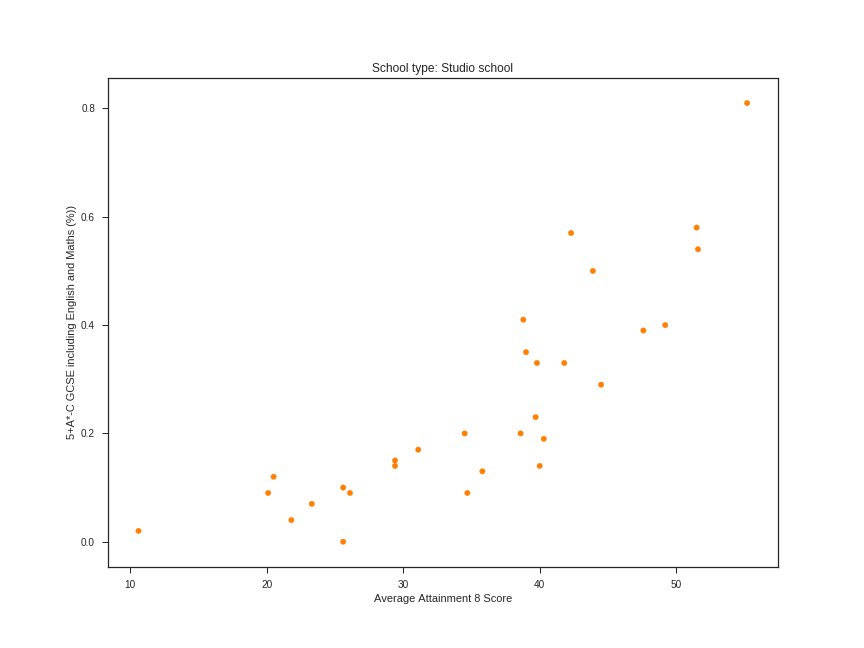 School type: Studio school
5+A*-C GCSE including English and Maths (%))
0.8
0.6
0.4
0.2
0.0
10 20 30 40 50
Average Attainment 8 Score